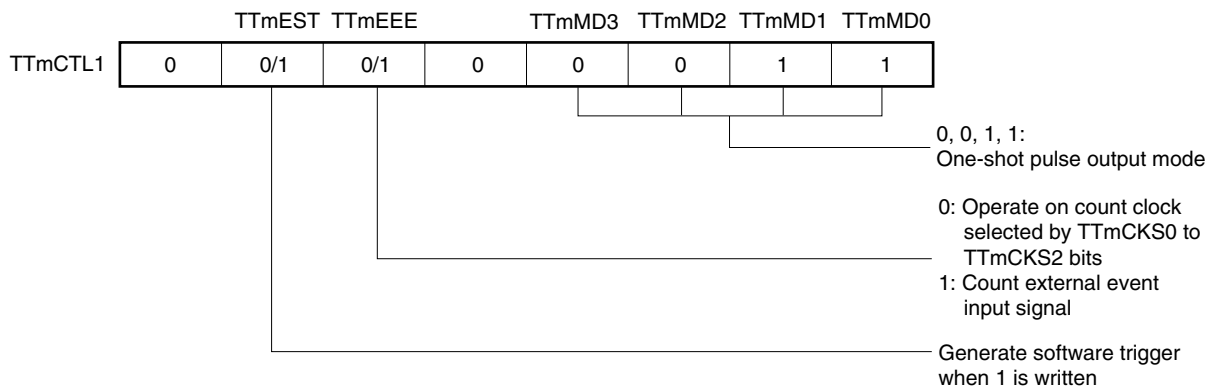 TTmEST TTmEEE TTmMD3 TTmMD2 TTmMD1 TTmMD0
TTmCTL1 0 0/1 0/1 0 0 0 1 1
0, 0, 1, 1:
One-shot pulse output mode
0: Operate on count clock
selected by TTmCKS0 to
TTmCKS2 bits
1: Count external event
input signal
Generate software trigger
when 1 is written